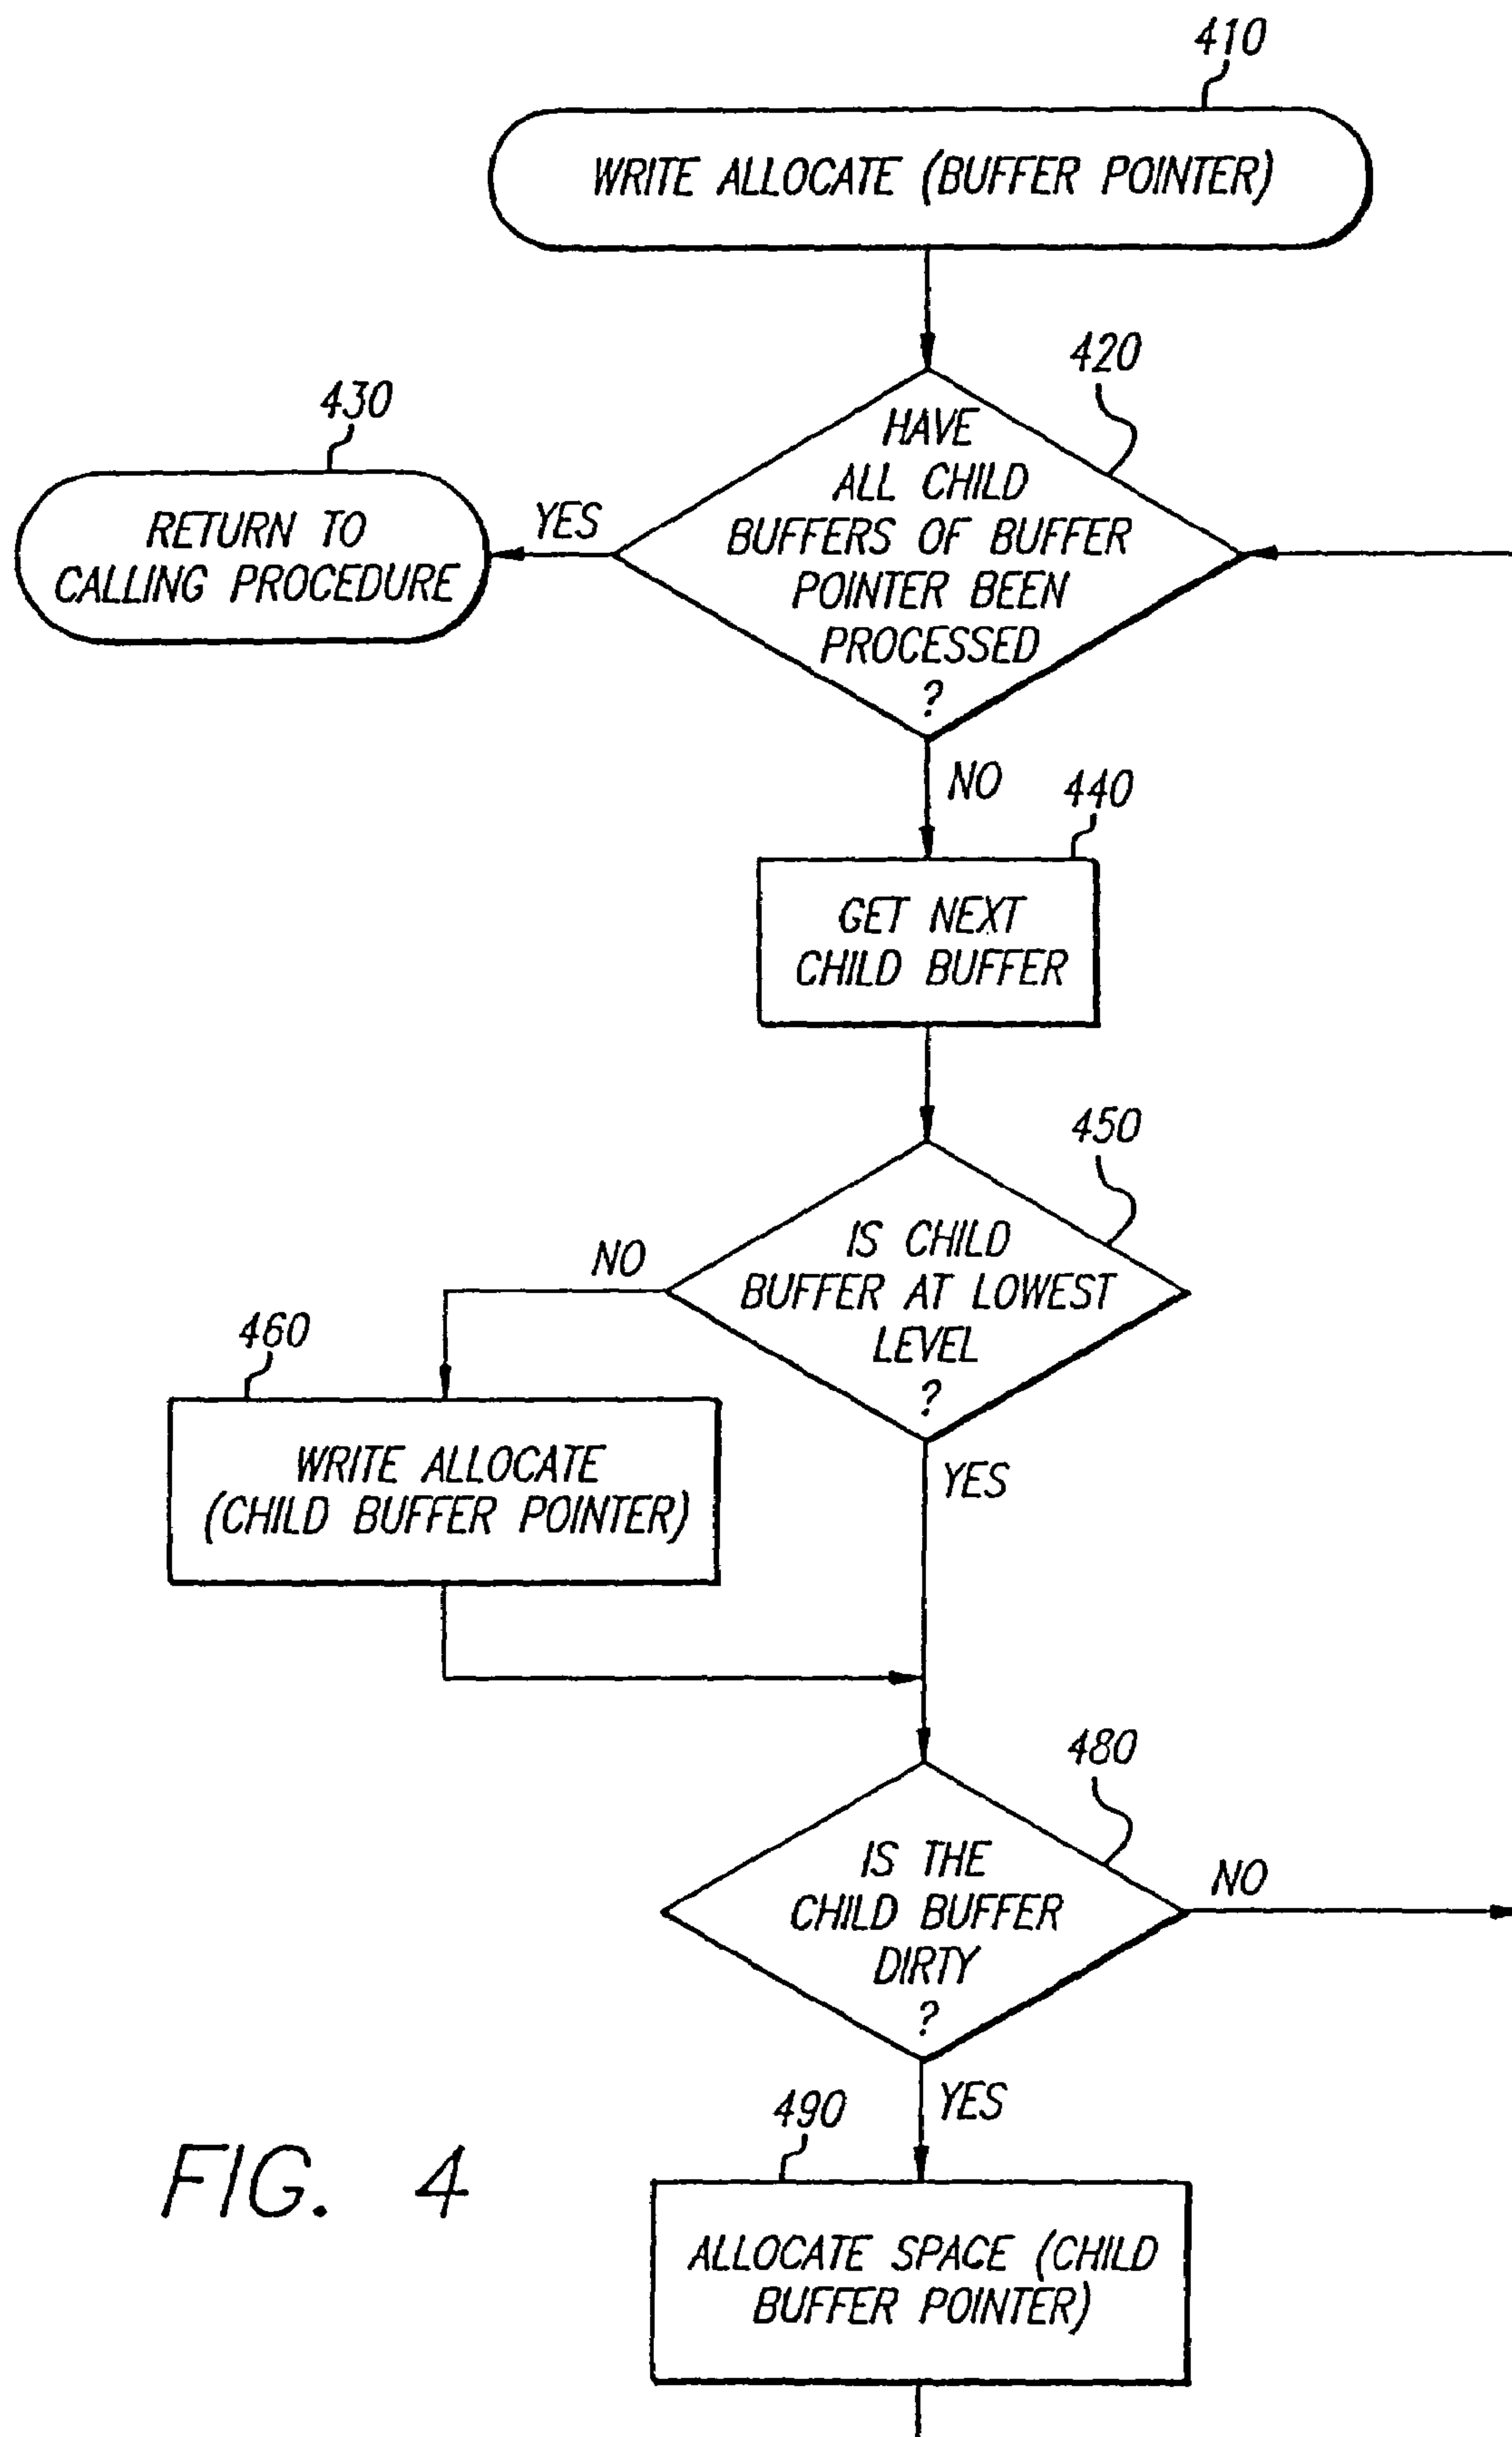 410
WRITE ALLOCATE (BUFFER POINTER)
420
HAVE
ALL CHILD
BUFFERS OF BUFFER
POINTER BEEN
PROCESSED
?
430
YES
RETURN TO
CALLING PROCEDURE
NO
440
GET NEXT
CHILD BUFFER
450
IS CHILD
BUFFER AT LOWEST
LEVEL
?
NO
460
WRITE ALLOCATE
(CHILD BUFFER POINTER)
YES
480
IS THE
CHILD BUFFER
DIRTY
?
NO
YES
490
ALLOCATE SPACE (CHILD
BUFFER POINTER)
FIG. 4